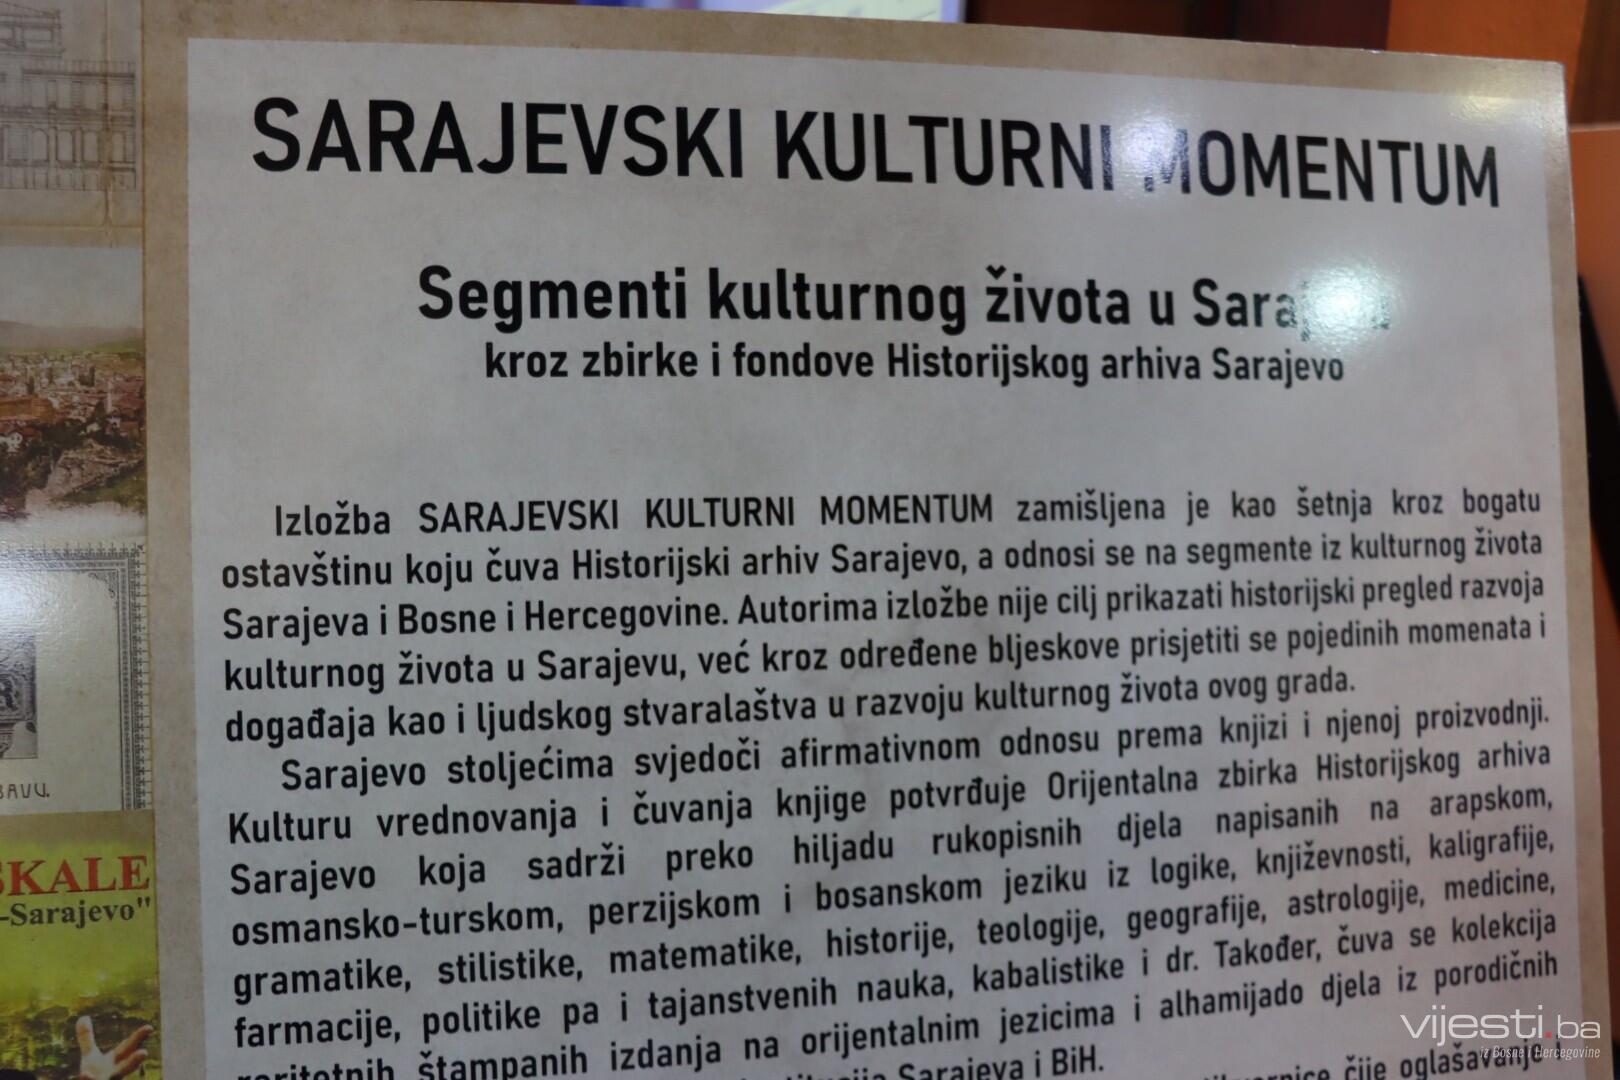 SARAJEVSKI KULTURNI MOMENTUM
Segmenti kulturnog života u
kroz zbirke i fondove Historijskog arhiva Sarajevo
Izložba SARAJEVSKI KULTURNI MOMENTUM zamišljena je kao šetnja kroz bogatu
ostavštinu koju čuva Historijski arhiv Sarajevo, a odnosi se na segmente iz kulturnog života
Sarajeva i Bosne i Hercegovine. Autorima izložbe nije cilj prikazati historijski pregled razvoja
kulturnog života u Sarajevu, već kroz određene bljeskove prisjetiti se pojedinih momenata i
događaja kao i ljudskog stvaralaštva u razvoju kulturnog života ovog grada.
Sarajevo stoljećima svjedoči afirmativnom odnosu prema knjizi i njenoj proizvodnji.
Kulturu vrednovanja i čuvanja knjige potvrđuje Orijentalna zbirka Historijskog arhiva
Sarajevo koja sadrži preko hiljadu rukopisnih djela napisanih na arapskom,
osmansko-turskom, perzijskom i bosanskom jeziku iz logike, književnosti, kaligrafije,
gramatike, stilistike, matematike, historije, teologije, geografije, astrologije, medicine,
farmacije, politike pa i tajanstvenih nauka, kabalistike i dr. Također, čuva se kolekcija
štampanih izdanja na orijentalnim jezicima i alhamijado djela iz porodičnih
Sarajeva i BiH.
čije oglašavanje i
SKALE
-Sarajevo"
vijesti.ba
iz Bosne i Hercegovine